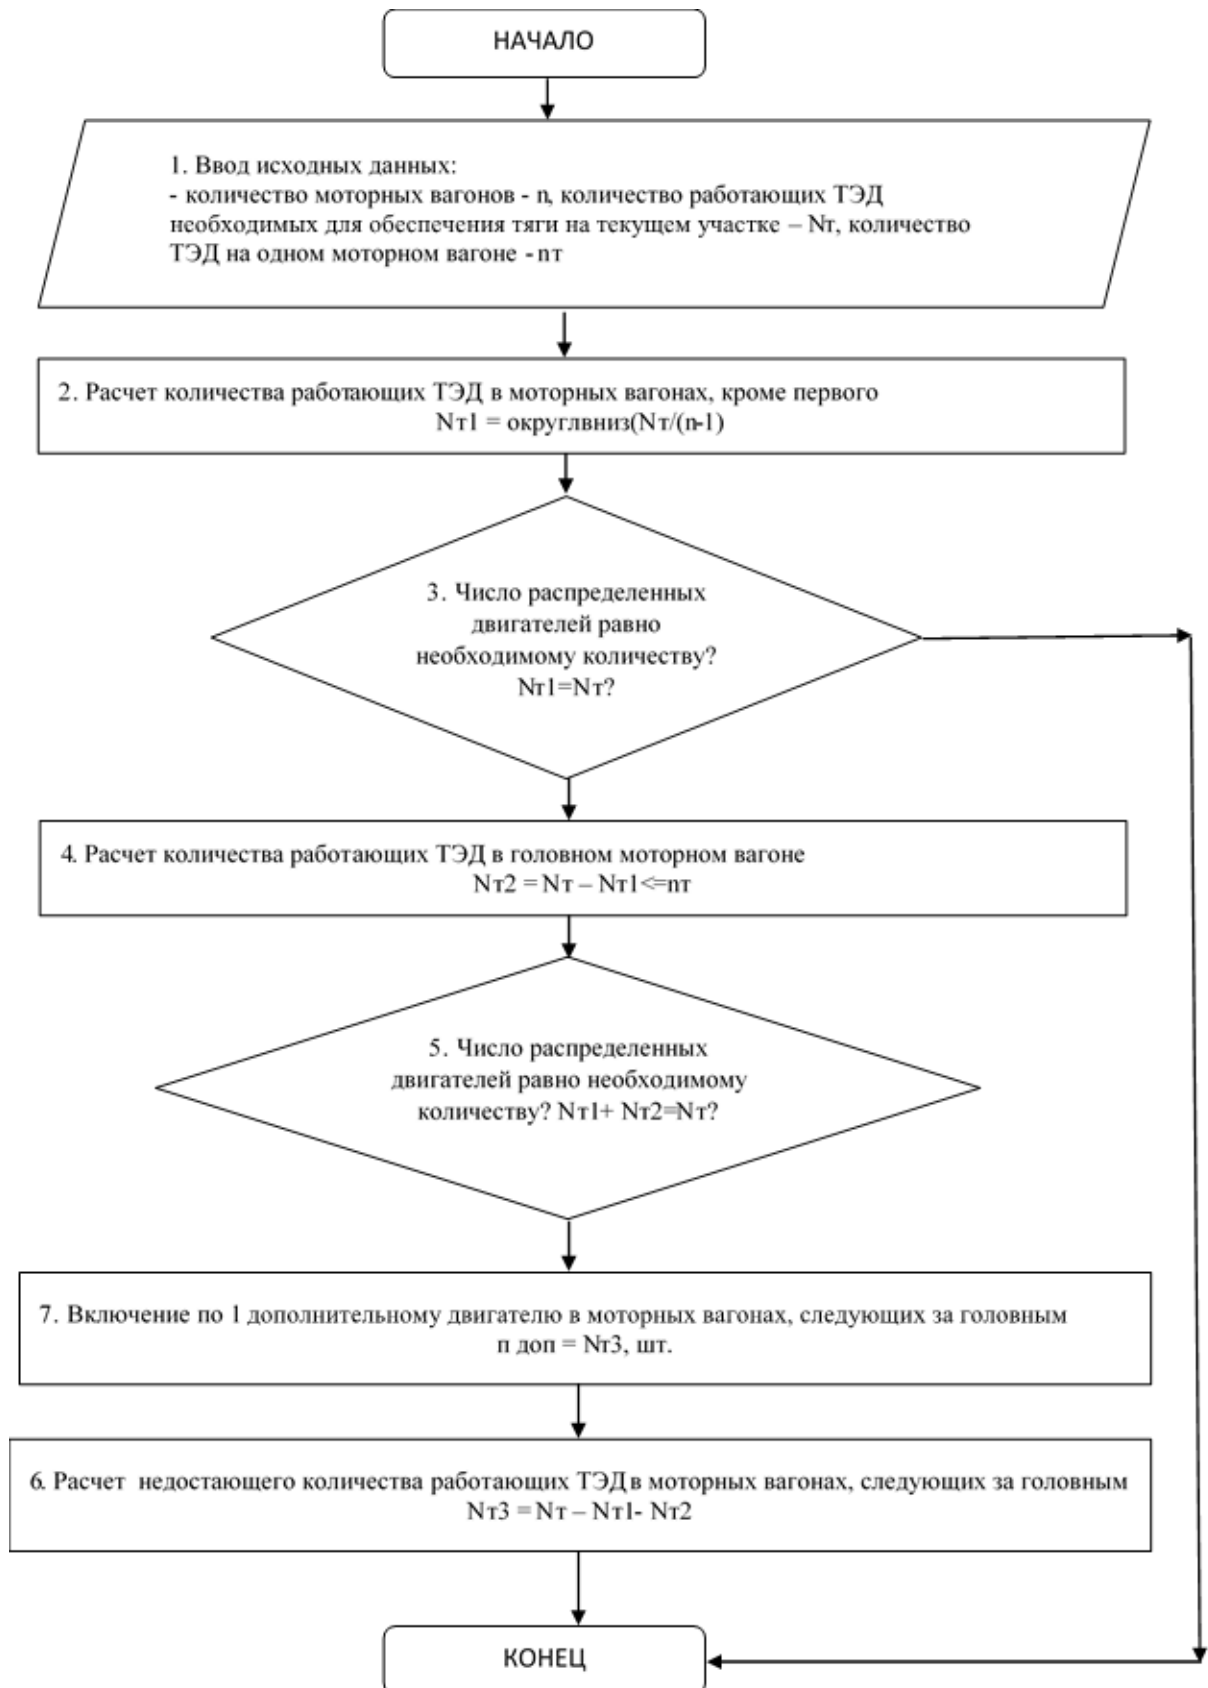 НАЧАЛО
1. Ввод исходных данных:
- количество моторных вагонов - n, количество работающих ТЭД
необходимых для обеспечения тяги на текущем участке – Nт, количество
ТЭД на одном моторном вагоне - nт
2. Расчет количества работающих ТЭД в моторных вагонах, кроме первого
Nт1 = округлвниз(Nт/(n-1)
3. Число распределенных
двигателей равно
необходимому количеству?
Nт1=Nт?
4. Расчет количества работающих ТЭД в головном моторном вагоне
Nт2 = Nт – Nт1<=nт
5. Число распределенных
двигателей равно необходимому
количеству? Nт1+ Nт2=Nт?
7. Включение по 1 дополнительному двигателю в моторных вагонах, следующих за головным
п доп = Nт3, шт.
6. Расчет недостающего количества работающих ТЭД в моторных вагонах, следующих за головным
Nт3 = Nт – Nт1- Nт2
КОНЕЦ